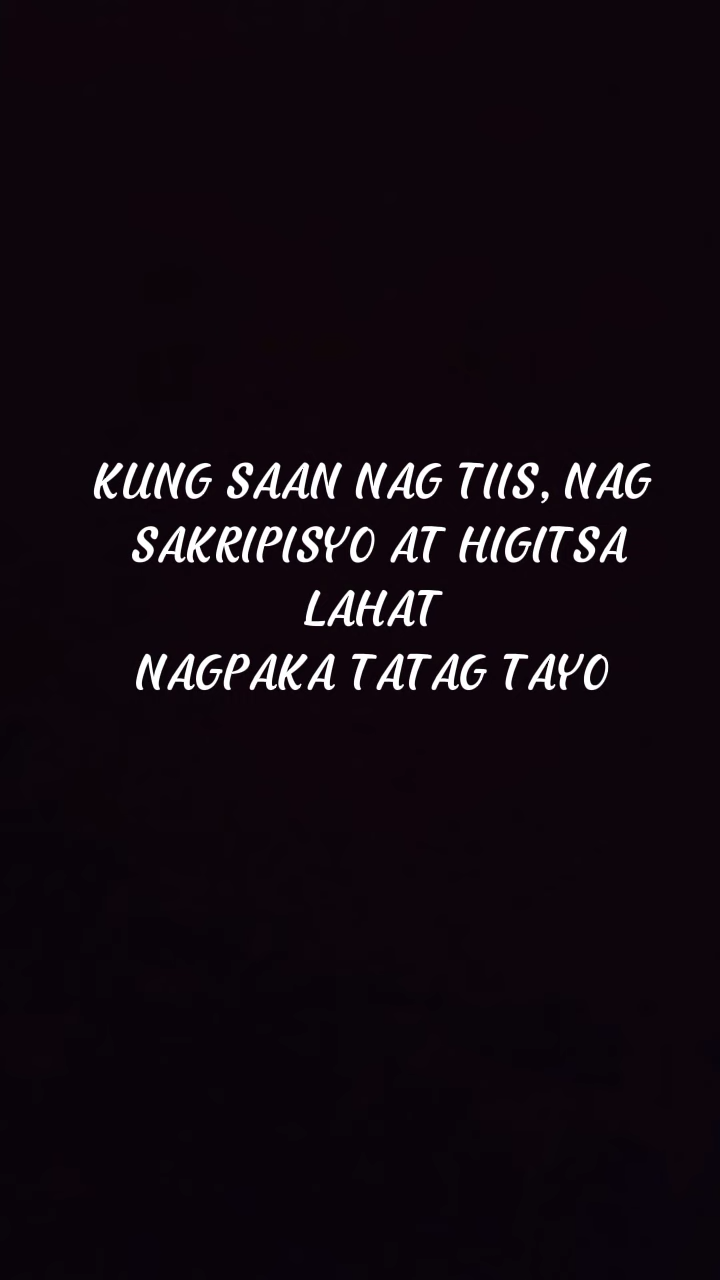 KUNG SAAN NAG TIIS, NAG
SAKRIPISYO AT HIGITSA
LAHAT
NAGPAKA TATAG TAYO